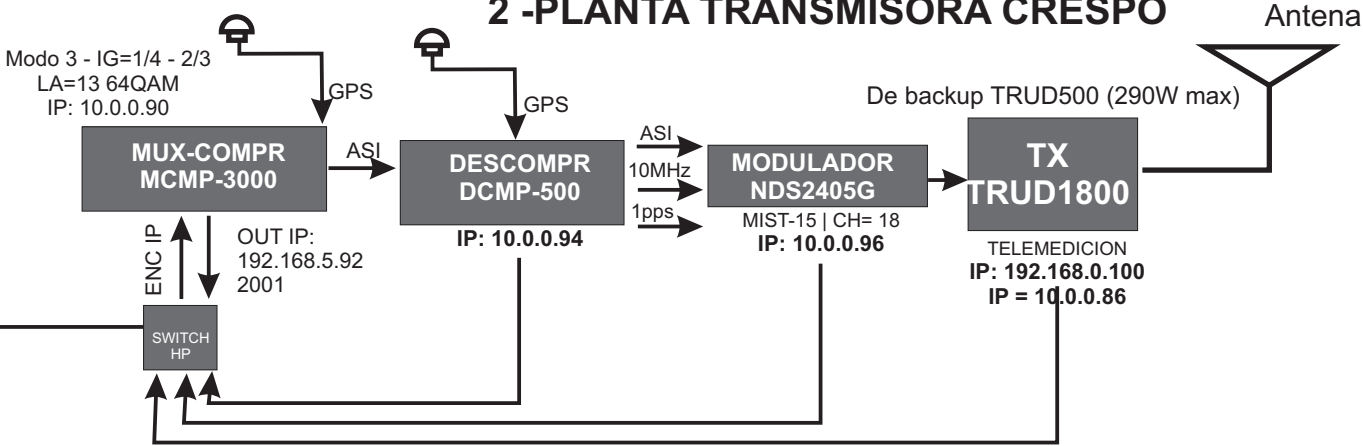 2 -PLANTA TRANSMISORA CRESPO
Antena
Modo 3 - IG=1/4 - 2/3
LA=13 64QAM
IP: 10.0.0.90
GPS
GPS
De backup TRUD500 (290W max)
MUX-COMPR
MCMP-3000
ASI
DESCOMPR
DCMP-500
ASI
10MHz
1pps
MODULADOR
NDS2405G
TX
TRUD1800
MIST-15 | CH= 18
IP: 10.0.0.96
IP: 10.0.0.94
ENC IP
OUT IP:
192.168.5.92
2001
TELEMEDICION
IP: 192.168.0.100
IP = 10.0.0.86
SWITCH
HP